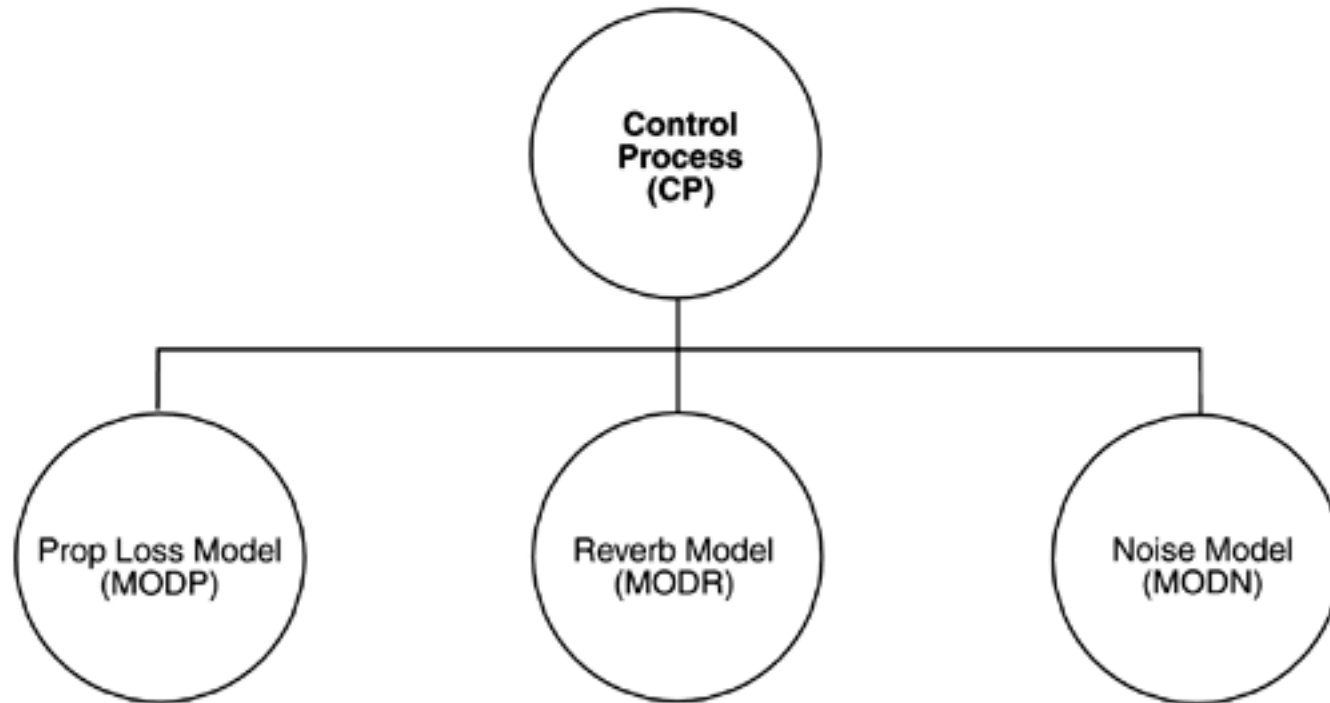 Control
Process
(CP)
Prop Loss Model
(MODP)
Reverb Model
(MODR)
Noise Model
(MODN)